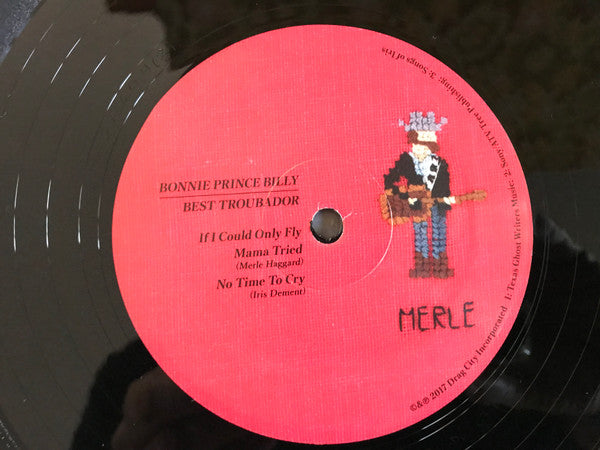 BONNIE PRINCE BILLY
BEST TROUBADOR
If I Could Only Fly
Mama Tried
(Merle Haggard)
No Time To Cry
(Iris Dement)
MERLE
©&℗ 2017 Drag City Incorporated 1: Texas Ghost Writers Music; 2: Sony ATV Tree Publishing; 3: Songs of Iris